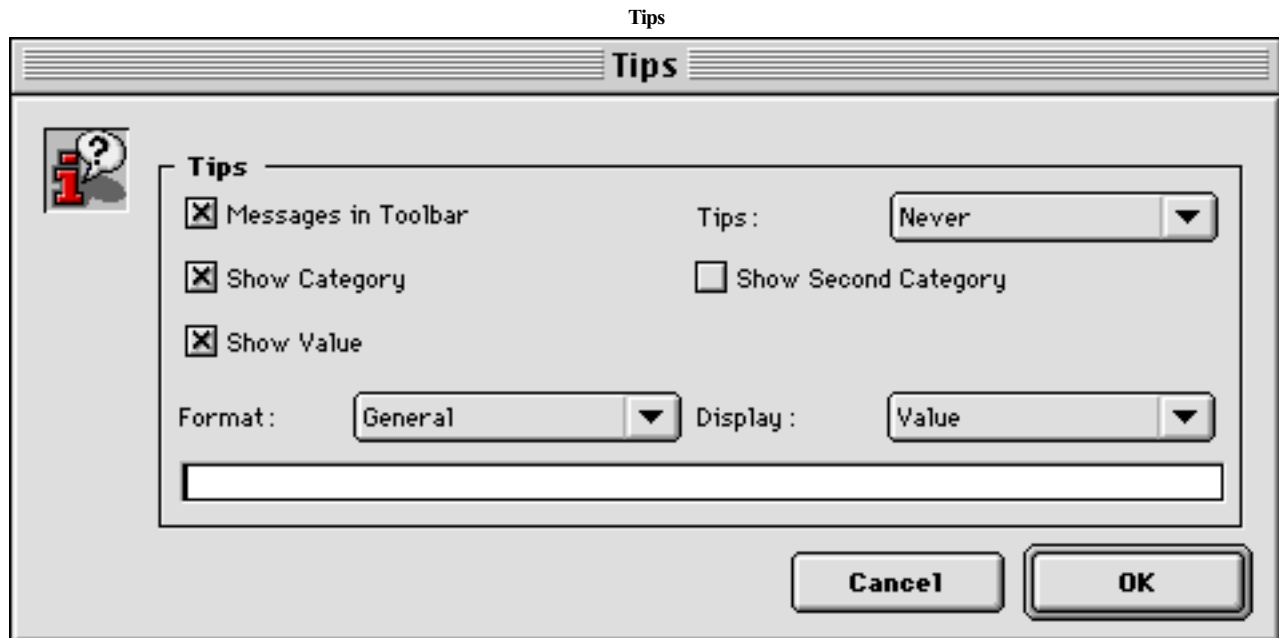 Tips
Tips
?
i
Tips
Messages in Toolbar
Tips:
Never
Show Category
Show Second Category
Show Value
Format:
General
Display:
Value
Cancel
OK